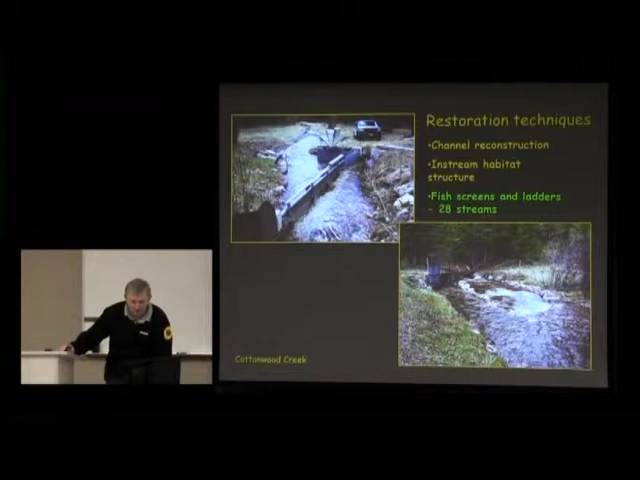 Restoration techniques
•Channel reconstruction
•Instream habitat
structure
•Fish screens and ladders
- 28 streams
Cottonwood Creek